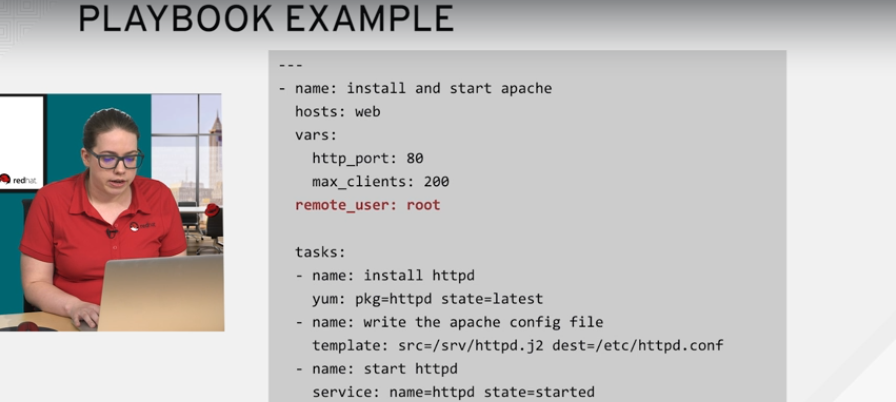 PLAYBOOK EXAMPLE
---
- name: install and start apache
  hosts: web
  vars:
    http_port: 80
    max_clients: 200
  remote_user: root
  tasks:
  - name: install httpd
    yum: pkg=httpd state=latest
  - name: write the apache config file
    template: src=/srv/httpd.j2 dest=/etc/httpd.conf
  - name: start httpd
    service: name=httpd state=started
redhat
redhat